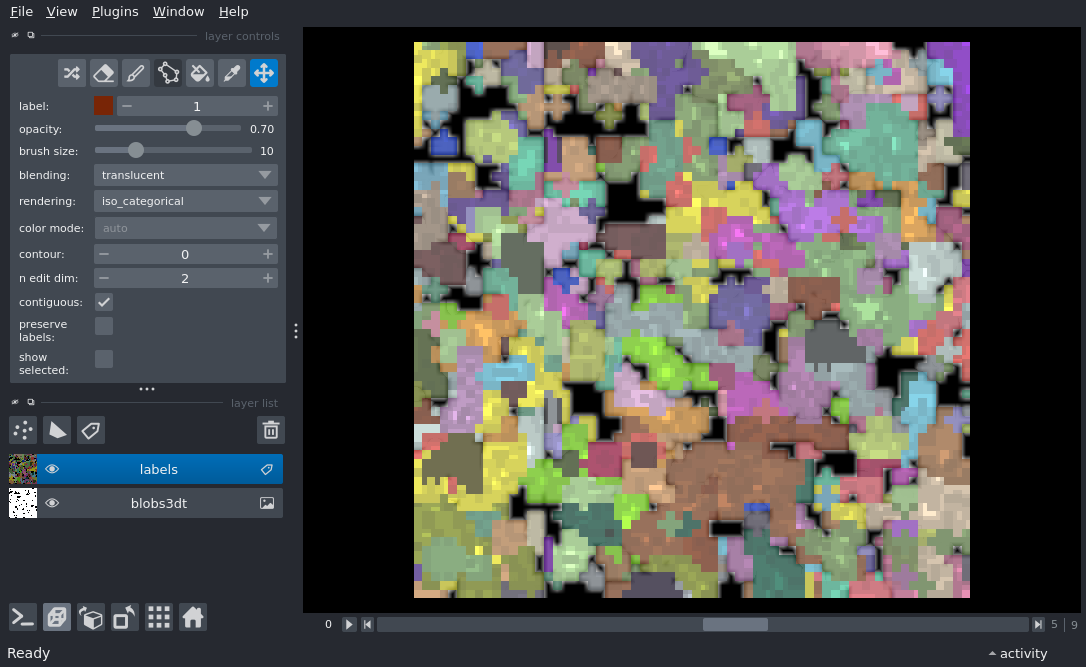 File View Plugins Window Help
layer controls
label: 1
opacity: 0.70
brush size: 10
blending: translucent
rendering: iso_categorical
color mode: auto
contour: 0
n edit dim: 2
contiguous:
preserve
labels:
show
selected:
layer list
labels
blobs3dt
0 5 | 9
Ready activity